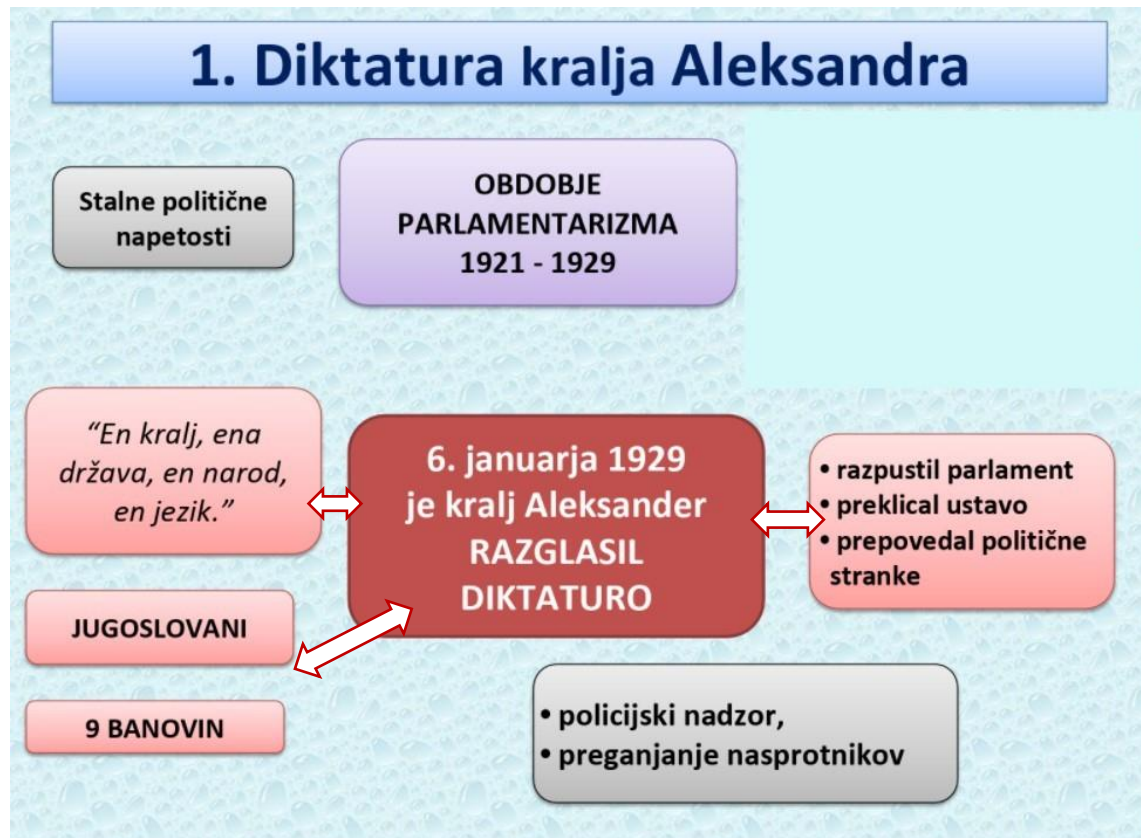 1. Diktatura kralja Aleksandra
Stalne politične
napetosti
OBDOBJE
PARLAMENTARIZMA
1921 - 1929
“En kralj, ena
država, en narod,
en jezik.”
6. januarja 1929
je kralj Aleksander
RAZGLASIL
DIKTATURO
• razpustil parlament
• preklical ustavo
• prepovedal politične
stranke
JUGOSLOVANI
9 BANOVIN
• policijski nadzor,
• preganjanje nasprotnikov